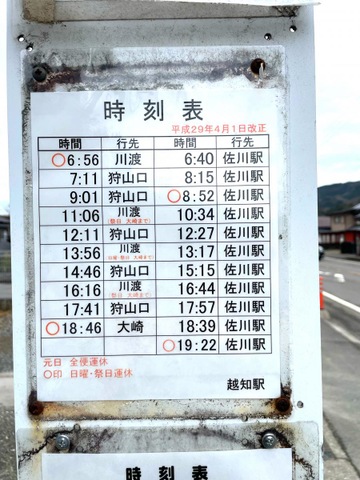 時刻表
平成29年4月1日改正
時間 行先 時間 行先
○6:56 川渡 6:40 佐川駅
7:11 狩山口 8:15 佐川駅
9:01 狩山口 ○8:52 佐川駅
11:06 川渡 10:34 佐川駅
12:11 狩山口 12:27 佐川駅
13:56 川渡 13:17 佐川駅
14:46 狩山口 15:15 佐川駅
16:16 川渡 16:44 佐川駅
17:41 狩山口 17:57 佐川駅
○18:46 大崎 18:39 佐川駅
○19:22 佐川駅
元日 全便運休
○印 日曜・祭日運休
越知駅
時刻表